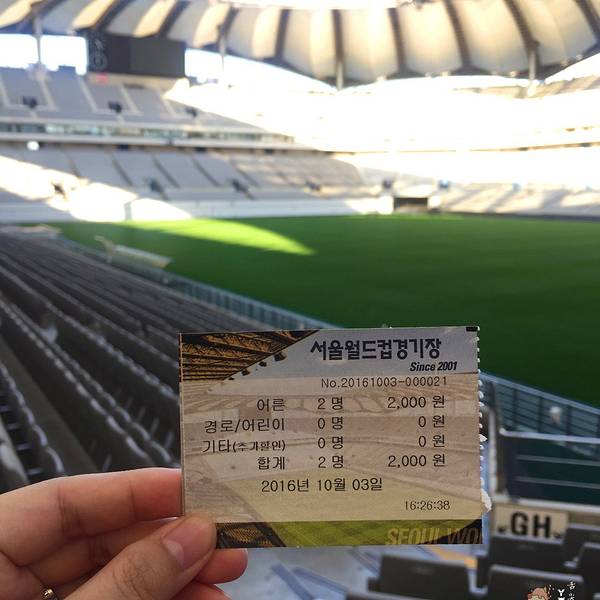 서울월드컵경기장
Since 2001
No.20161003-000021
어른 2 명 2,000 원
경로/어린이 0 명 0 원
기타(추가할인) 0 명 0 원
합계 2 명 2,000 원
2016년 10월 03일
16:26:38
SEOUL WO
GH